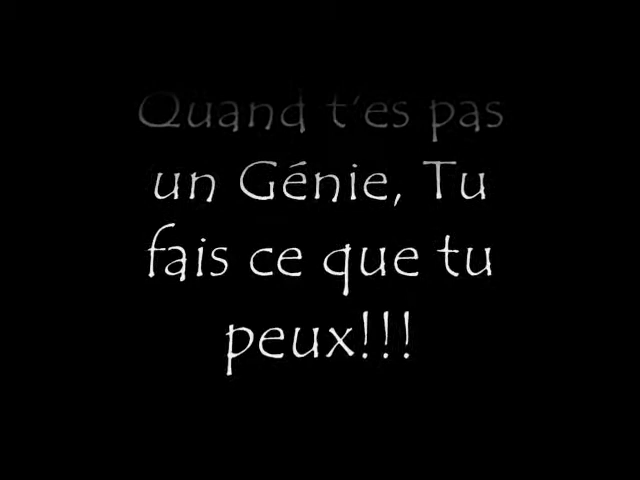 Quand t'es pas
un Génie, Tu
fais ce que tu
peux!!!